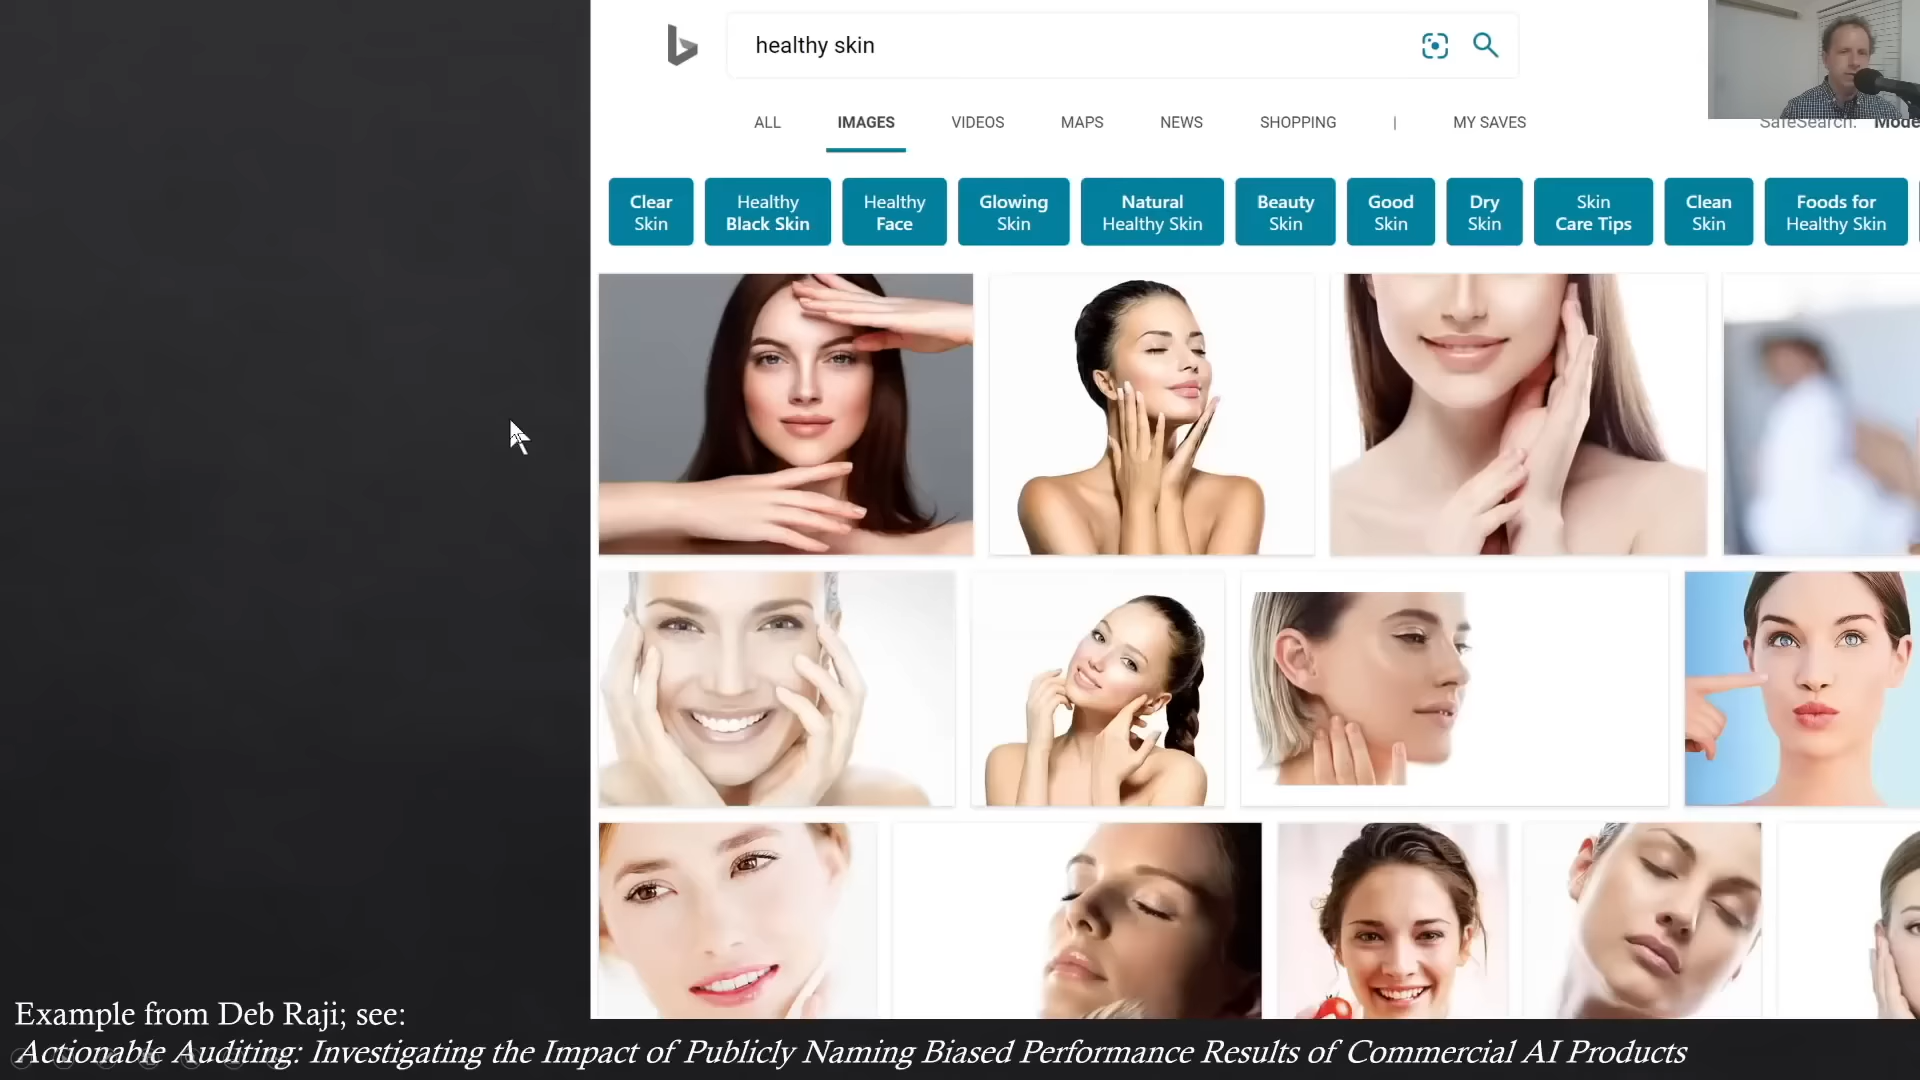 healthy skin
ALL IMAGES VIDEOS MAPS NEWS SHOPPING | MY SAVES
SafeSearch: Mode
Clear Skin
Healthy Black Skin
Healthy Face
Glowing Skin
Natural Healthy Skin
Beauty Skin
Good Skin
Dry Skin
Skin Care Tips
Clean Skin
Foods for Healthy Skin
Example from Deb Raji; see:
Actionable Auditing: Investigating the Impact of Publicly Naming Biased Performance Results of Commercial AI Products